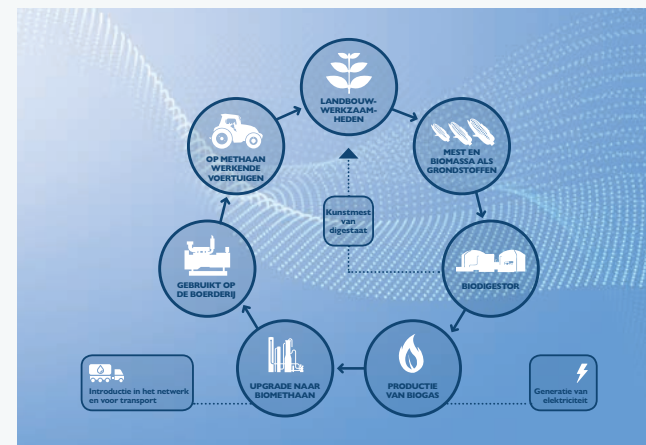 LANDBOUW-
WERKZAAM-
HEDEN
MEST EN
BIOMASSA ALS
GRONDSTOFFEN
BIODIGESTOR
PRODUCTIE
VAN BIOGAS
UPGRADE NAAR
BIOMETHAAN
GEBRUIKT OP
DE BOERDERIJ
OP METHAAN
WERKENDE
VOERTUIGEN
Kunstmest
van
digestaat
Introductie in het netwerk
en voor transport
Generatie van
elektriciteit